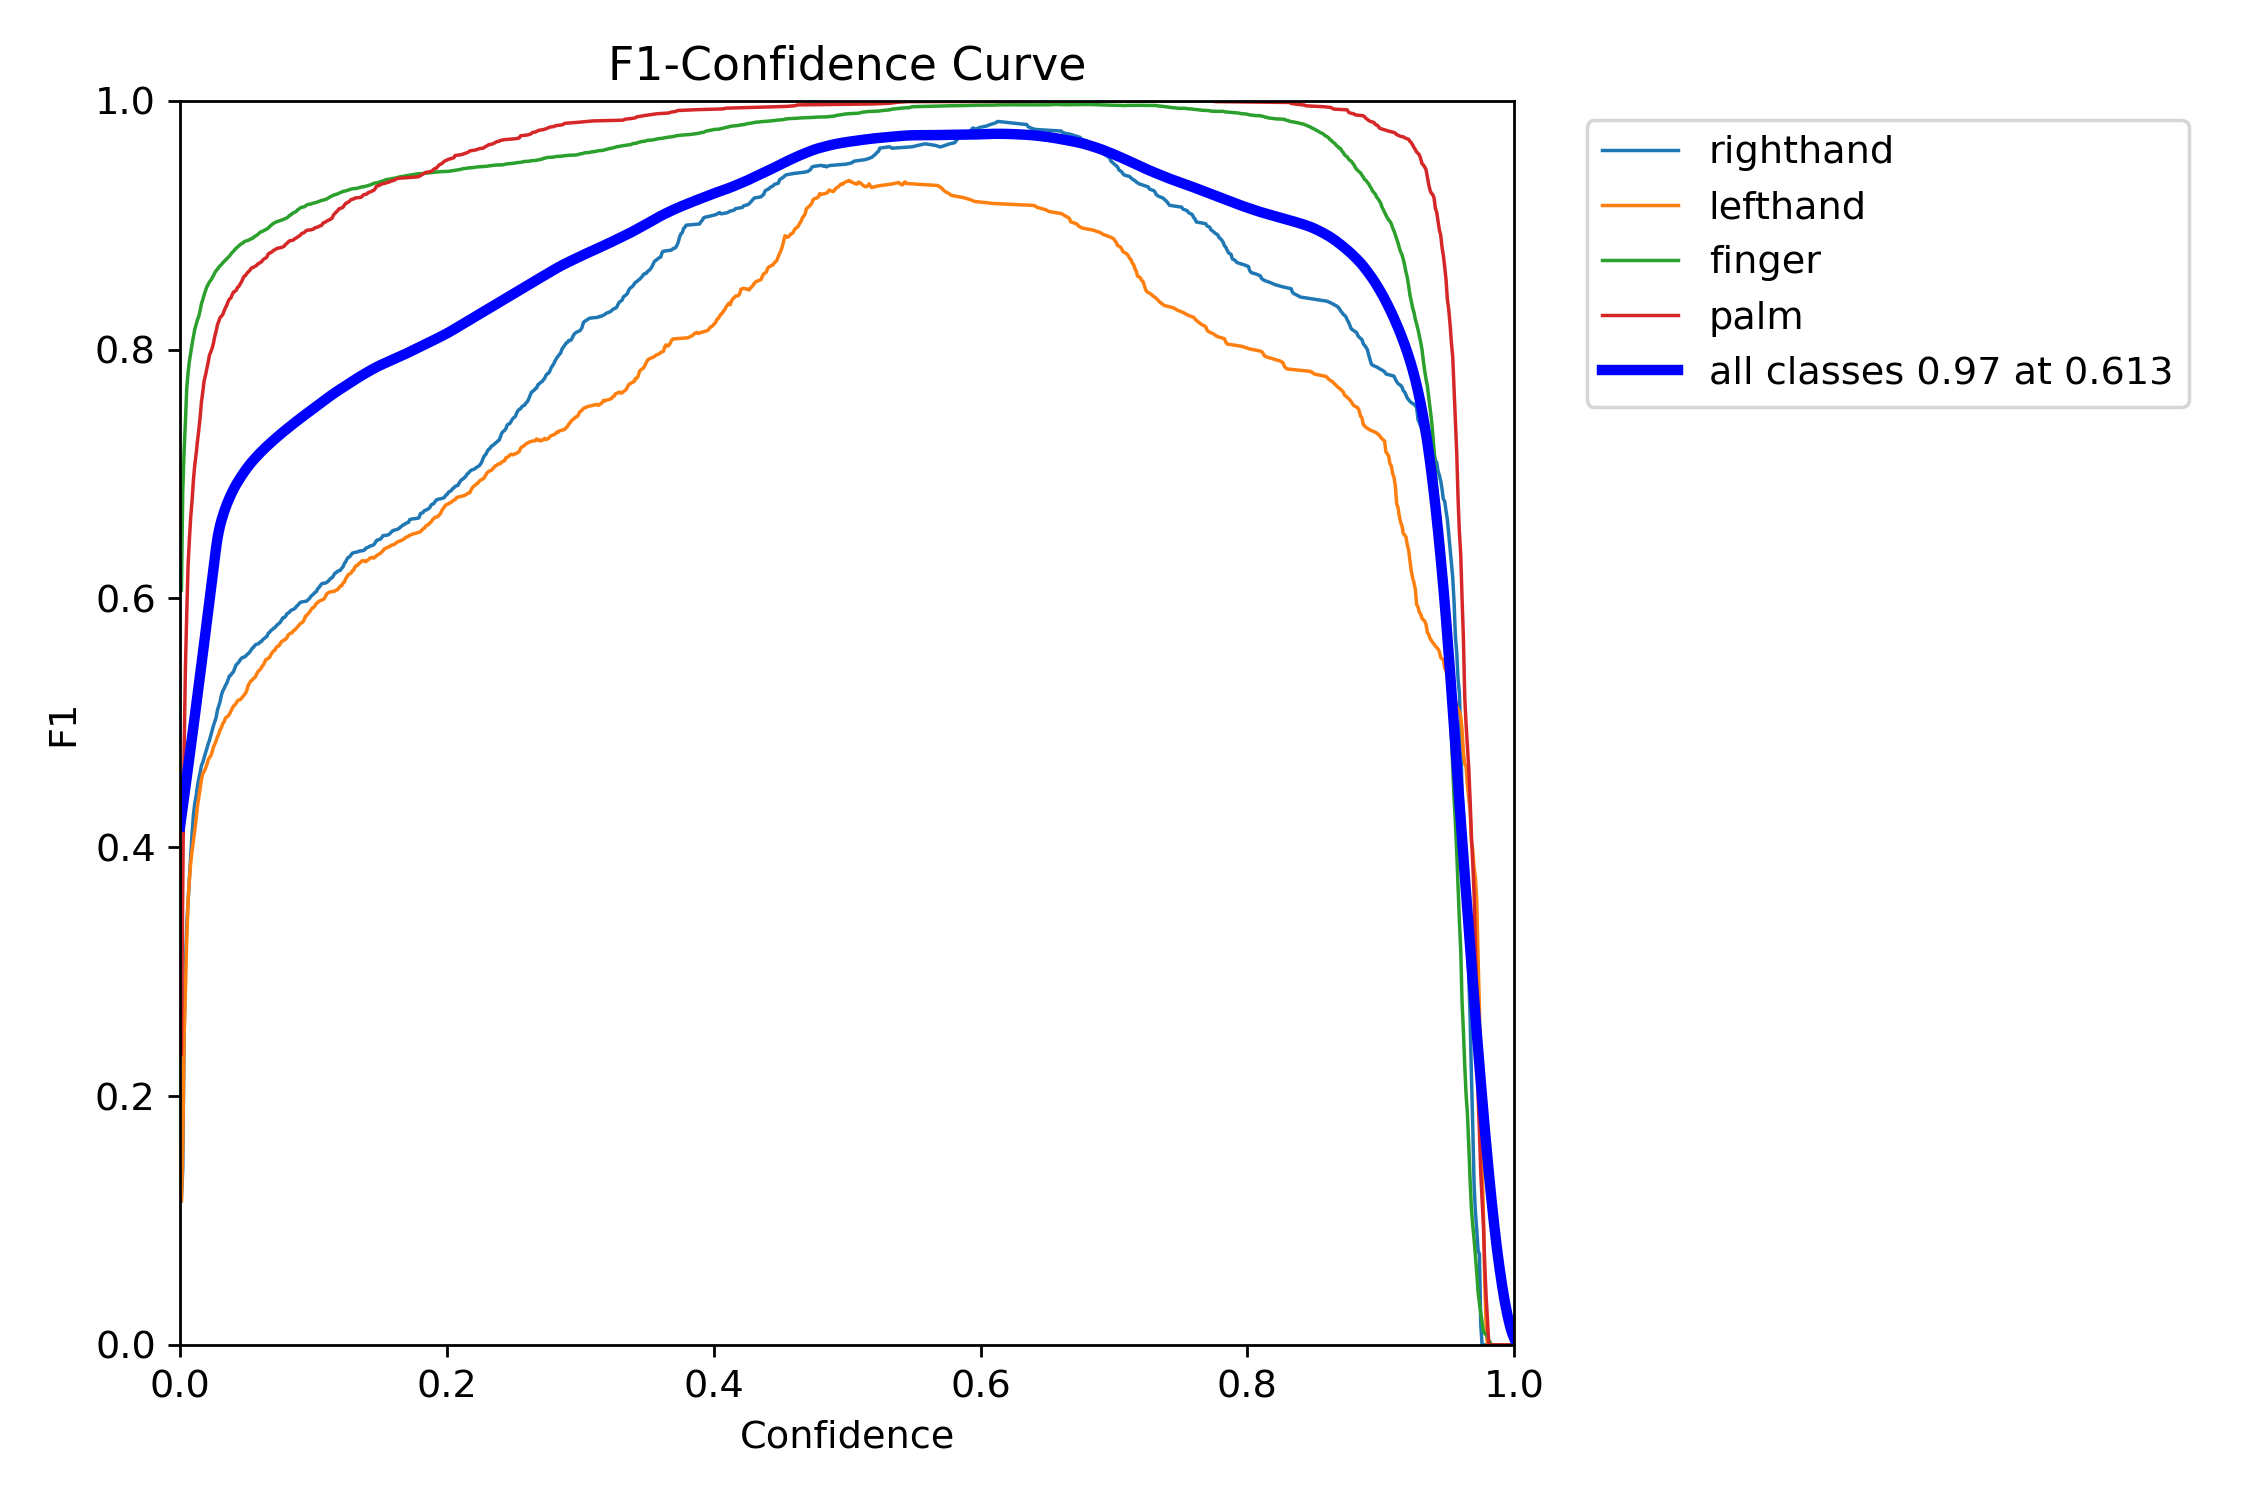 F1-Confidence Curve
1.0
0.8
0.6
0.4
0.2
0.0
F1
0.0 0.2 0.4 0.6 0.8 1.0
Confidence
righthand
lefthand
finger
palm
all classes 0.97 at 0.613